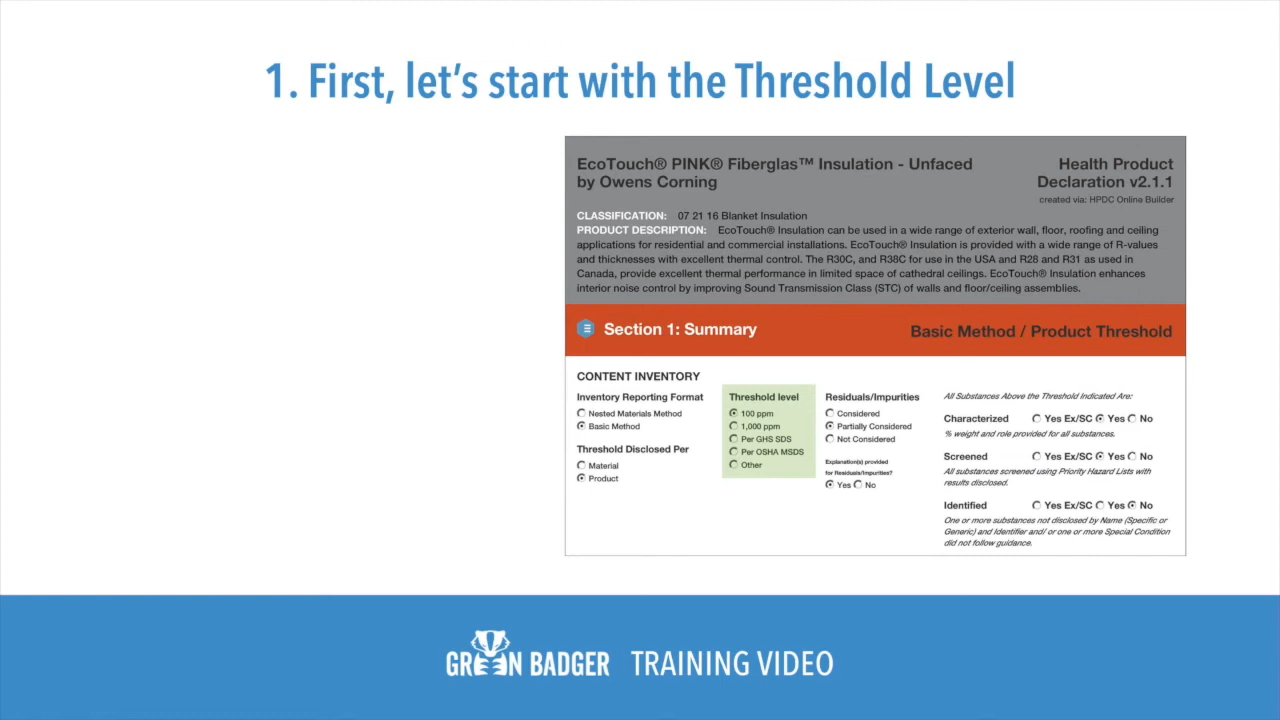 1. First, let's start with the Threshold Level
EcoTouch® PINK® Fiberglas™ Insulation - Unfaced
by Owens Corning
Health Product
Declaration v2.1.1
created via: HPDC Online Builder
CLASSIFICATION: 07 21 16 Blanket Insulation
PRODUCT DESCRIPTION: EcoTouch® Insulation can be used in a wide range of exterior wall, floor, roofing and ceiling
applications for residential and commercial installations. EcoTouch® Insulation is provided with a wide range of R-values
and thicknesses with excellent thermal control. The R30C, and R38C for use in the USA and R28 and R31 as used in
Canada, provide excellent thermal performance in limited space of cathedral ceilings. EcoTouch® Insulation enhances
interior noise control by improving Sound Transmission Class (STC) of walls and floor/ceiling assemblies.
Section 1: Summary
Basic Method / Product Threshold
CONTENT INVENTORY
Inventory Reporting Format
Nested Materials Method
Basic Method
Threshold Disclosed Per
Material
Product
Threshold level
100 ppm
1,000 ppm
Per GHS SDS
Per OSHA MSDS
Other
Residuals/Impurities
Considered
Partially Considered
Not Considered
Explanation(s) provided
for Residuals/Impurities?
Yes No
All Substances Above the Threshold Indicated Are:
Characterized Yes Ex/SC Yes No
% weight and role provided for all substances.
Screened Yes Ex/SC Yes No
All substances screened using Priority Hazard Lists with
results disclosed.
Identified Yes Ex/SC Yes No
One or more substances not disclosed by Name (Specific or
Generic) and Identifier and/ or one or more Special Condition
did not follow guidance.
GREEN BADGER TRAINING VIDEO